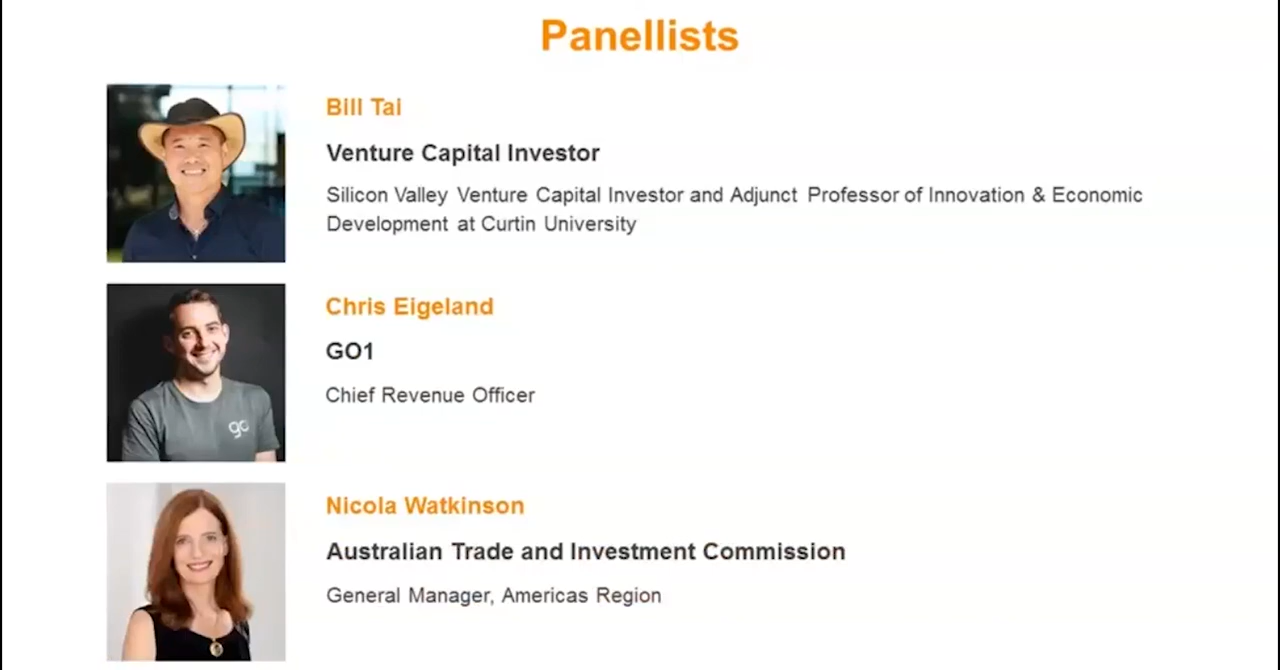 Panellists
Bill Tai
Venture Capital Investor
Silicon Valley Venture Capital Investor and Adjunct Professor of Innovation & Economic
Development at Curtin University
Chris Eigeland
GO1
Chief Revenue Officer
go
Nicola Watkinson
Australian Trade and Investment Commission
General Manager, Americas Region